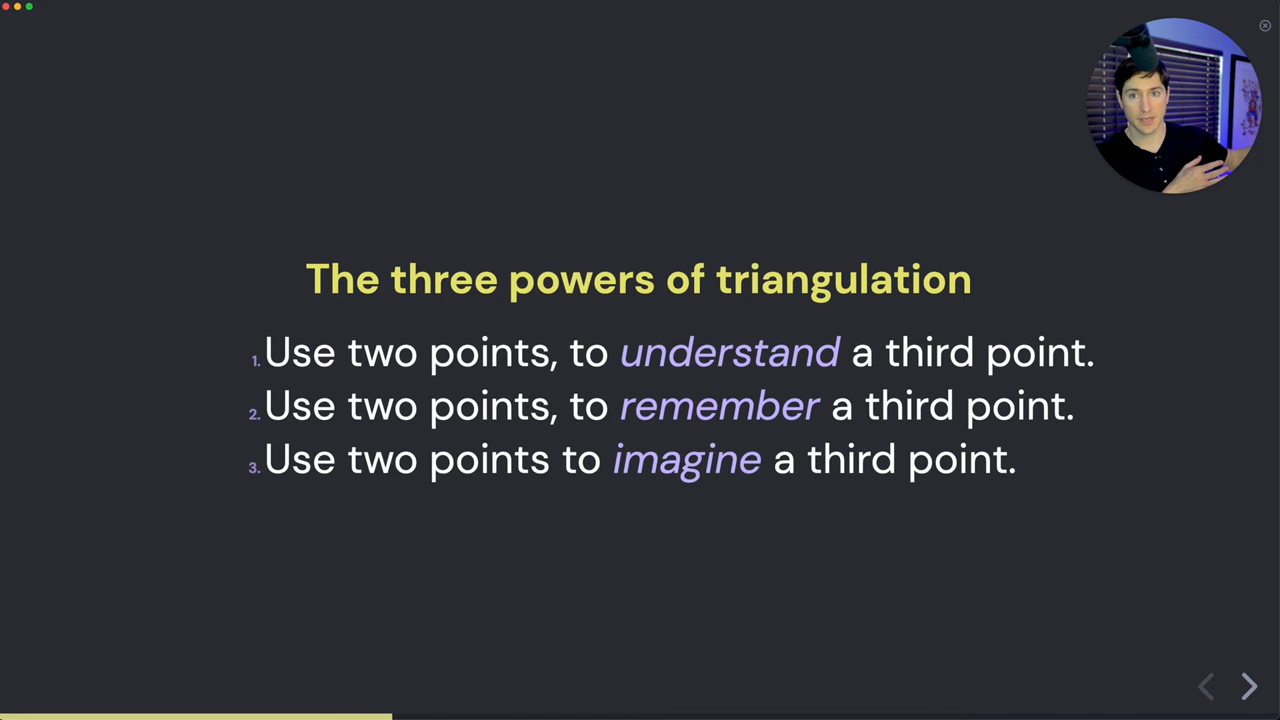 The three powers of triangulation
1. Use two points, to understand a third point.
2. Use two points, to remember a third point.
3. Use two points to imagine a third point.